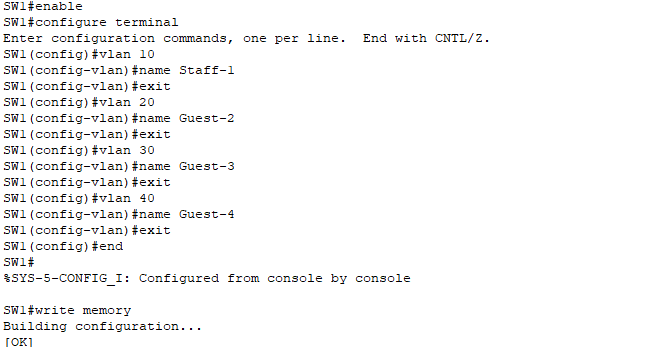 SW1#enable
SW1#configure terminal
Enter configuration commands, one per line.  End with CNTL/Z.
SW1(config)#vlan 10
SW1(config-vlan)#name Staff-1
SW1(config-vlan)#exit
SW1(config)#vlan 20
SW1(config-vlan)#name Guest-2
SW1(config-vlan)#exit
SW1(config)#vlan 30
SW1(config-vlan)#name Guest-3
SW1(config-vlan)#exit
SW1(config)#vlan 40
SW1(config-vlan)#name Guest-4
SW1(config-vlan)#exit
SW1(config)#end
SW1#
%SYS-5-CONFIG_I: Configured from console by console

SW1#write memory
Building configuration...
[OK]